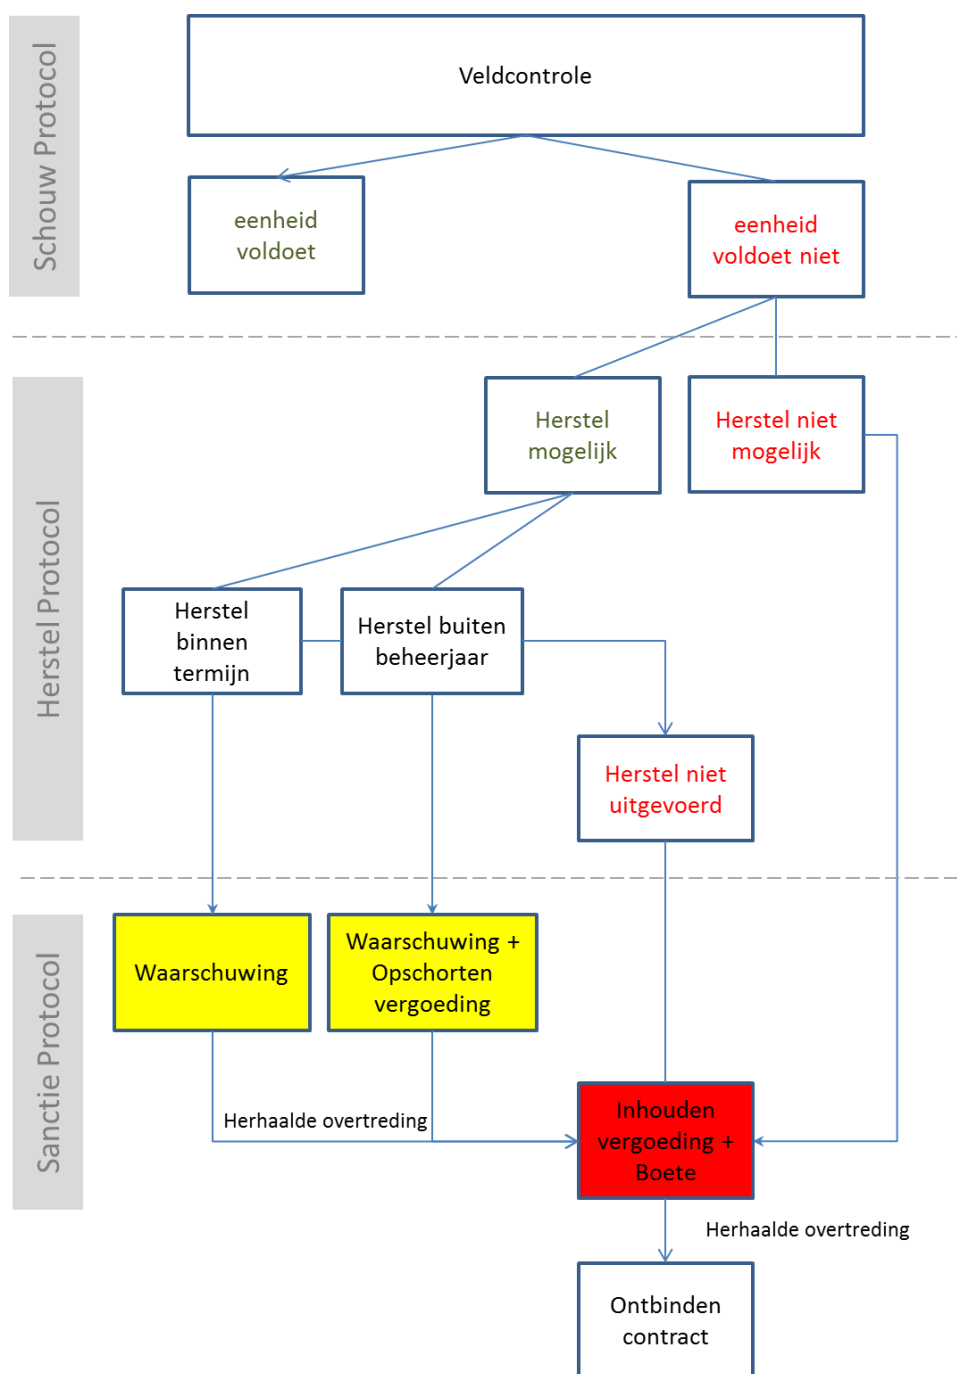 Schouw Protocol
Veldcontrole
eenheid
voldoet
eenheid
voldoet niet
Herstel Protocol
Herstel
mogelijk
Herstel niet
mogelijk
Herstel
binnen
termijn
Herstel buiten
beheerjaar
Herstel niet
uitgevoerd
Sanctie Protocol
Waarschuwing
Waarschuwing +
Opschorten
vergoeding
Herhaalde overtreding
Inhouden
vergoeding +
Boete
Herhaalde overtreding
Ontbinden
contract